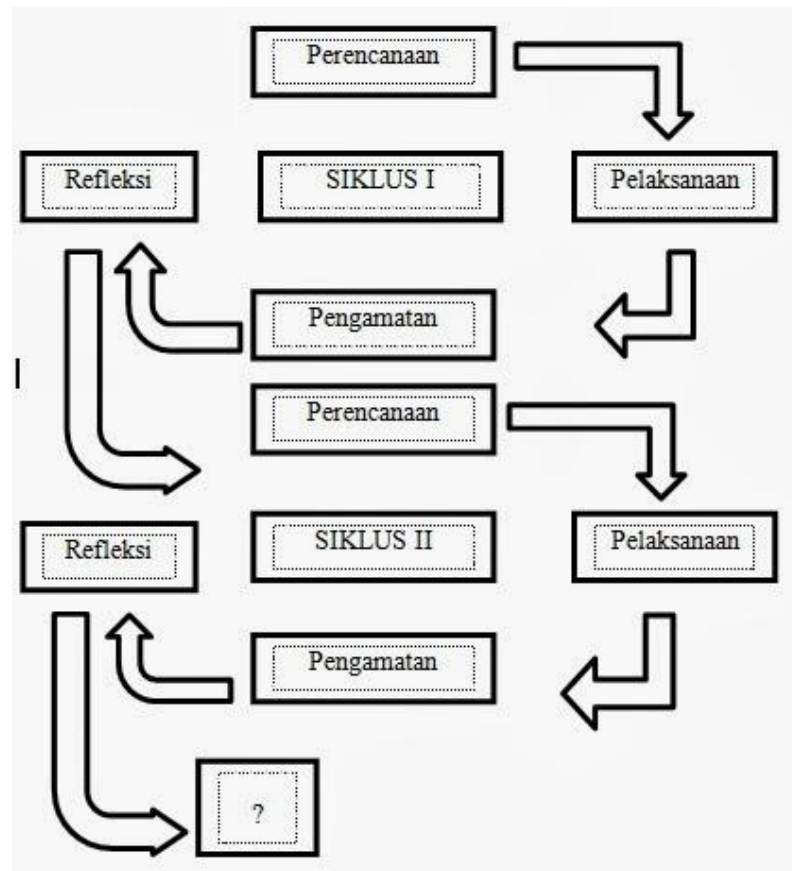 Perencanaan
Refleksi
SIKLUS I
Pelaksanaan
Pengamatan
Perencanaan
Refleksi
SIKLUS II
Pelaksanaan
Pengamatan
?